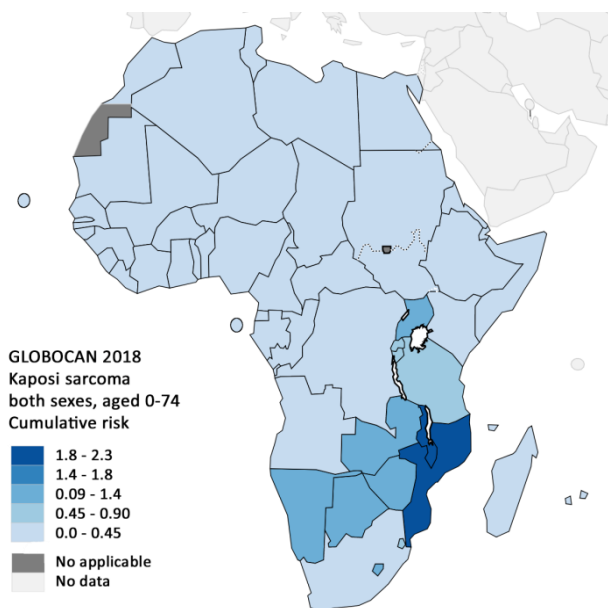 GLOBOCAN 2018
Kaposi sarcoma
both sexes, aged 0-74
Cumulative risk
1.8 - 2.3
1.4 - 1.8
0.09 - 1.4
0.45 - 0.90
0.0 - 0.45
No applicable
No data